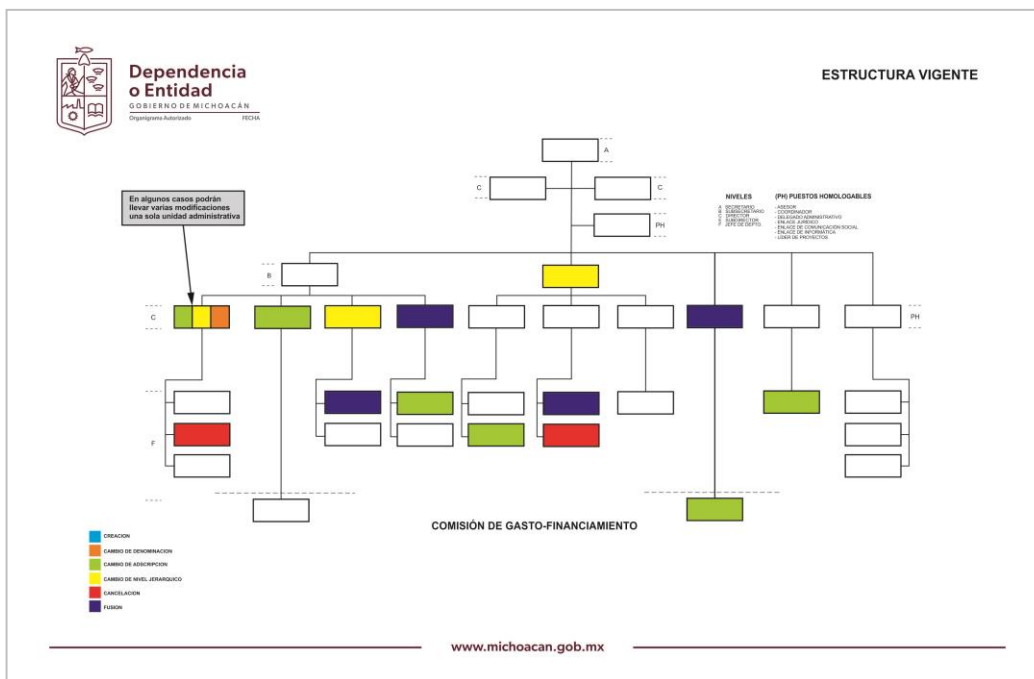 Dependencia
o Entidad
GOBIERNO DE MICHOACÁN
Organigrama Autorizado FECHA
ESTRUCTURA VIGENTE
A
C
C
PH
En algunos casos podrán
llevar varias modificaciones
una sola unidad administrativa
NIVELES
A SECRETARIO
B SUBSECRETARIO
C DIRECTOR
E SUBDIRECTOR
F JEFE DE DEPTO.
(PH) PUESTOS HOMOLOGABLES
- ASESOR
- COORDINADOR
- DELEGADO ADMINISTRATIVO
- ENLACE JURÍDICO
- ENLACE DE COMUNICACIÓN SOCIAL
- ENLACE DE INFORMÁTICA
- LÍDER DE PROYECTOS
B
C
PH
F
COMISIÓN DE GASTO-FINANCIAMIENTO
CREACION
CAMBIO DE DENOMINACION
CAMBIO DE ADSCRIPCION
CAMBIO DE NIVEL JERARQUICO
CANCELACION
FUSION
www.michoacan.gob.mx